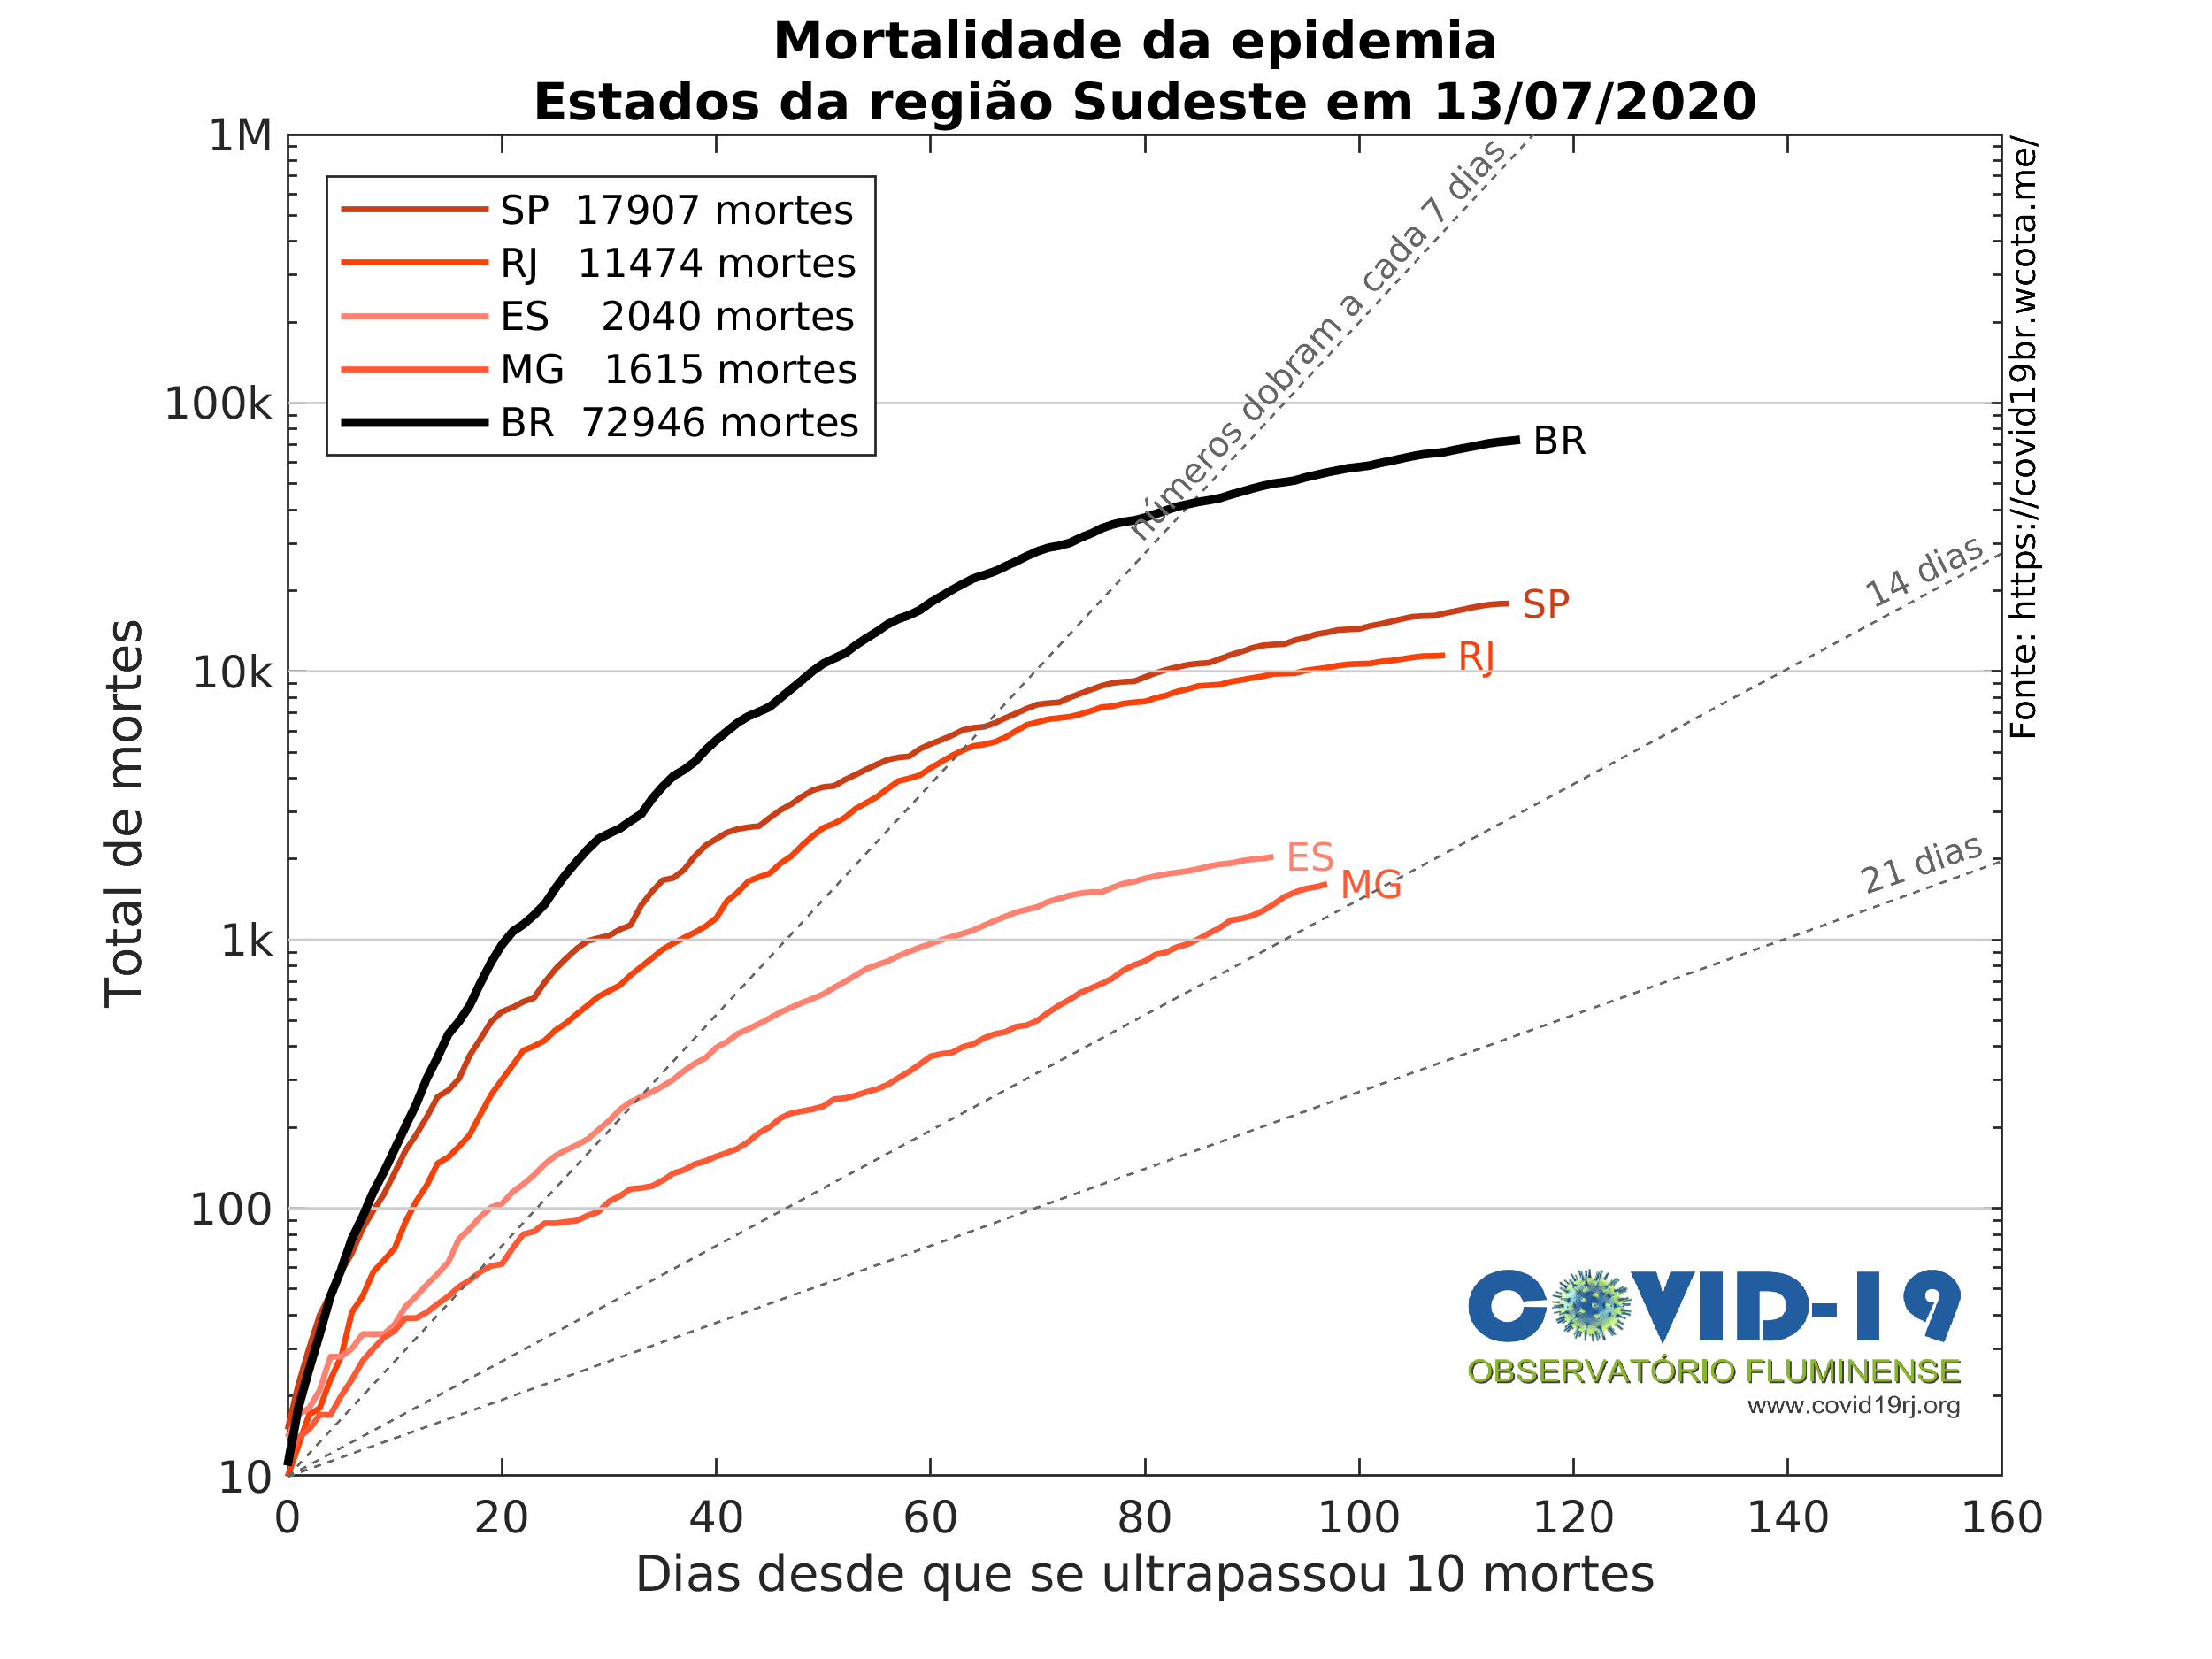 Mortalidade da epidemia
Estados da região Sudeste em 13/07/2020
1M
100k
10k
1k
100
10
Total de mortes
SP 17907 mortes
RJ 11474 mortes
ES 2040 mortes
MG 1615 mortes
BR 72946 mortes
números dobram a cada 7 dias
14 dias
21 dias
BR
SP
RJ
ES
MG
Fonte: https://covid19br.wcota.me/
COVID-19
OBSERVATÓRIO FLUMINENSE
www.covid19rj.org
0 20 40 60 80 100 120 140 160
Dias desde que se ultrapassou 10 mortes